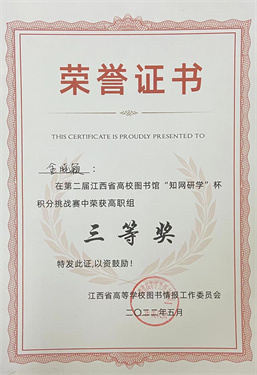 荣誉证书
THIS CERTIFICATE IS PROUDLY PRESENTED TO
：
在第二届江西省高校图书馆“知网研学”杯
积分挑战赛中荣获高职组
三等奖
特发此证,以资鼓励！
江西省高等学校图书情报工作委员会
二〇二二年五月